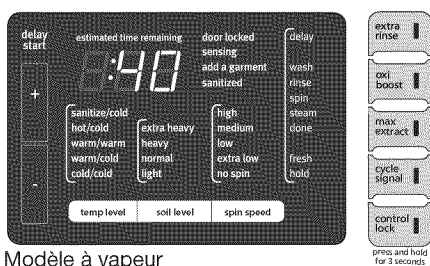 delay
start
+
-
estimated time remaining
:40
door locked
sensing
add a garment
sanitized
delay
wash
rinse
spin
steam
done
fresh
hold
sanitize/cold
hot/cold
warm/warm
warm/cold
cold/cold
extra heavy
heavy
normal
light
high
medium
low
extra low
no spin
temp level
soil level
spin speed
extra
rinse
oxi
boost
max
extract
cycle
signal
control
lock
press and hold
for 3 seconds
Modèle à vapeur